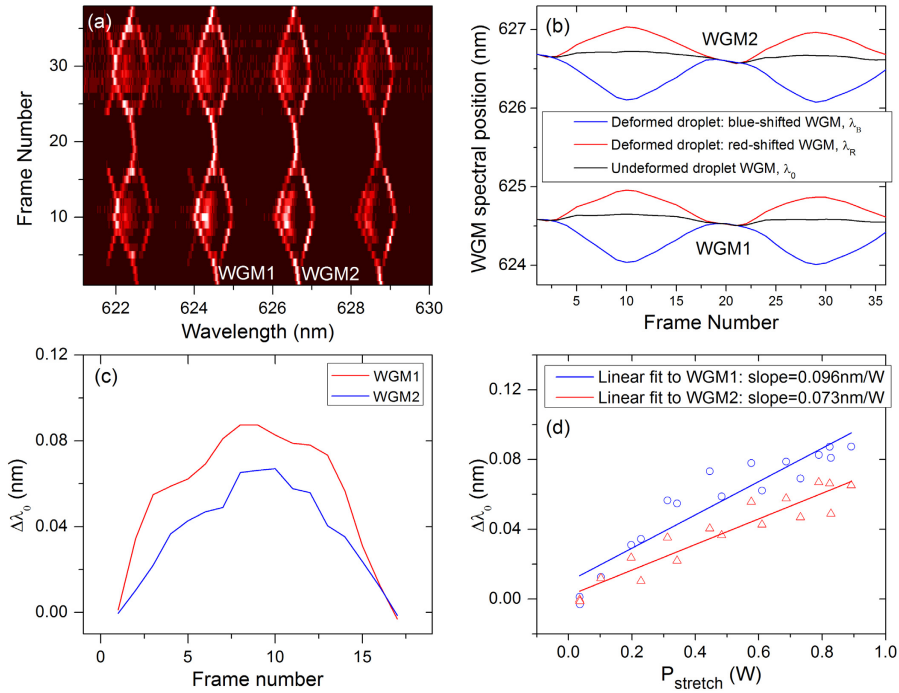 (a)
Frame Number
30
20
10
WGM1 WGM2
622 624 626 628 630
Wavelength (nm)
(b)
WGM spectral position (nm)
627
626
625
624
WGM2
Deformed droplet: blue-shifted WGM, λB
Deformed droplet: red-shifted WGM, λR
Undeformed droplet WGM, λ0
WGM1
5 10 15 20 25 30 35
Frame Number
(c)
Δλ0 (nm)
0.12
0.08
0.04
0.00
WGM1
WGM2
0 5 10 15
Frame number
(d)
Δλ0 (nm)
0.12
0.08
0.04
0.00
Linear fit to WGM1: slope=0.096nm/W
Linear fit to WGM2: slope=0.073nm/W
0.0 0.2 0.4 0.6 0.8 1.0
Pstretch (W)